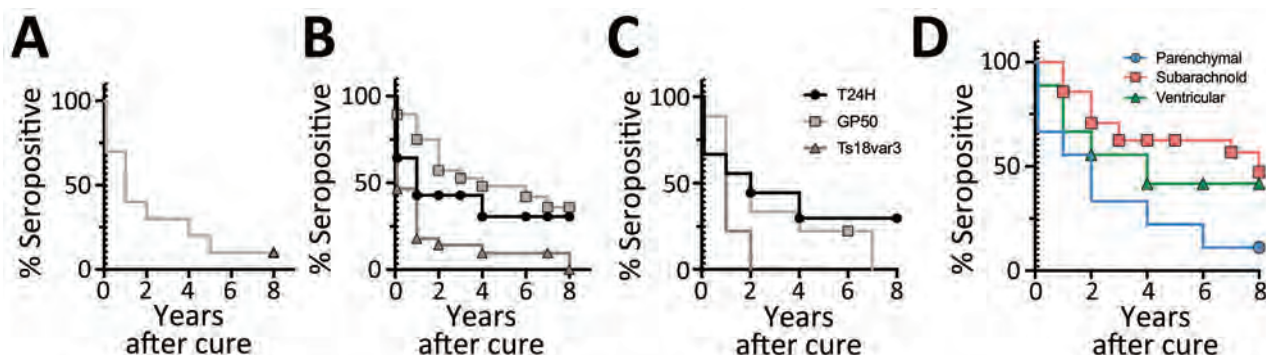 A
% Seropositive
100
50
0
0 2 4 6 8
Years
after cure
B
% Seropositive
100
50
0
0 2 4 6 8
Years
after cure
C
% Seropositive
100
50
0
0 2 4 6 8
Years
after cure
T24H
GP50
Ts18var3
D
% Seropositive
100
50
0
0 2 4 6 8
Years
after cure
Parenchymal
Subarachnoid
Ventricular